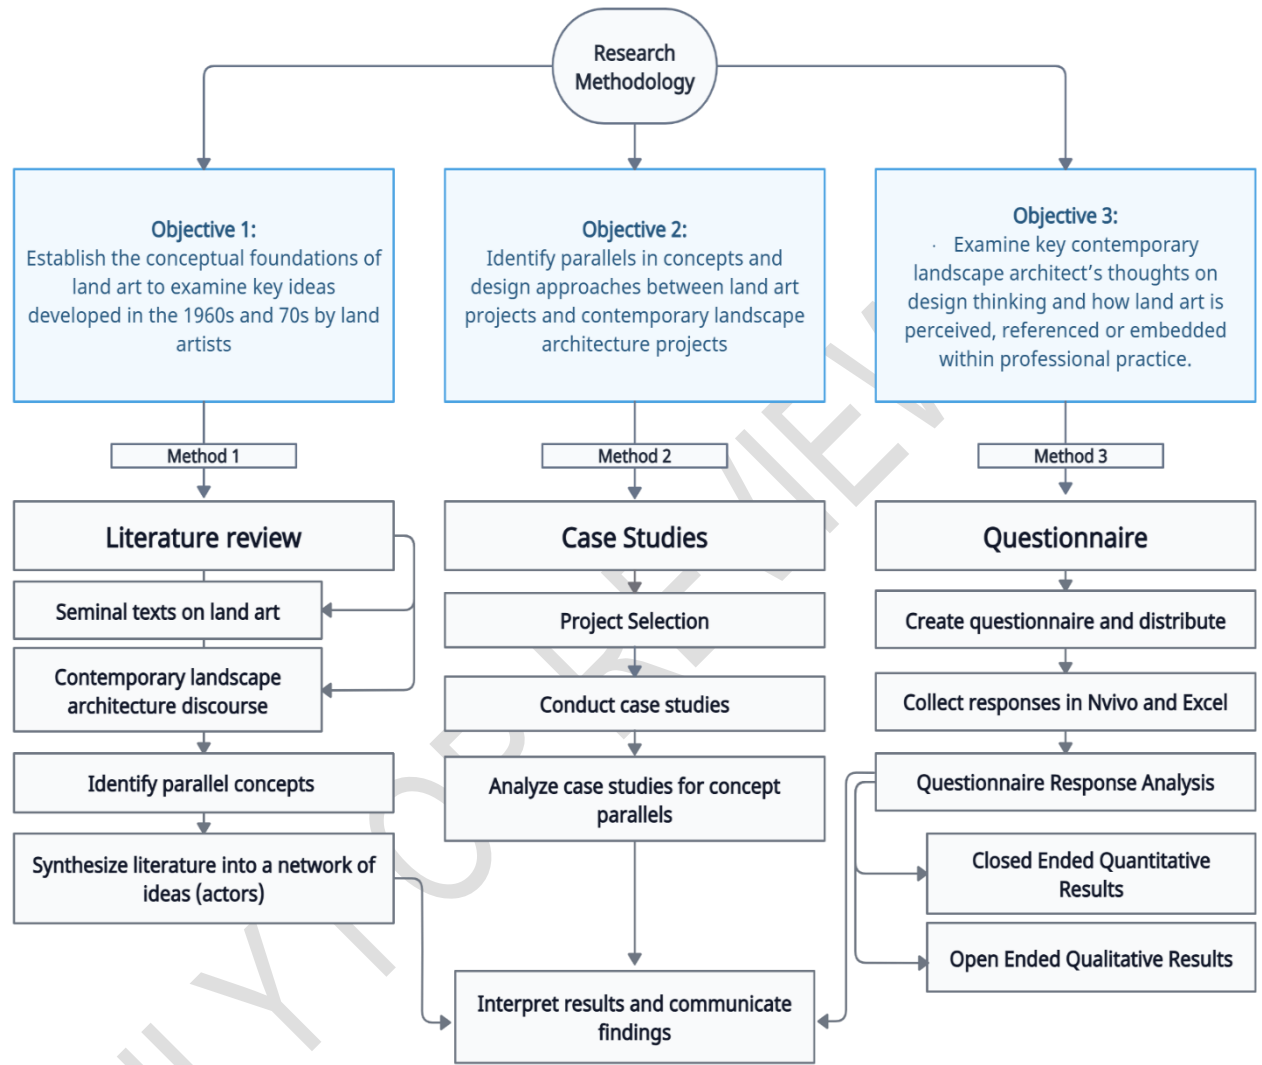 Research
Methodology
Objective 1:
Establish the conceptual foundations of
land art to examine key ideas
developed in the 1960s and 70s by land
artists
Objective 2:
Identify parallels in concepts and
design approaches between land art
projects and contemporary landscape
architecture projects
Objective 3:
· Examine key contemporary
landscape architect's thoughts on
design thinking and how land art is
perceived, referenced or embedded
within professional practice.
Method 1
Method 2
Method 3
Literature review
Seminal texts on land art
Contemporary landscape
architecture discourse
Identify parallel concepts
Synthesize literature into a network of
ideas (actors)
Case Studies
Project Selection
Conduct case studies
Analyze case studies for concept
parallels
Questionnaire
Create questionnaire and distribute
Collect responses in Nvivo and Excel
Questionnaire Response Analysis
Closed Ended Quantitative
Results
Open Ended Qualitative Results
Interpret results and communicate
findings